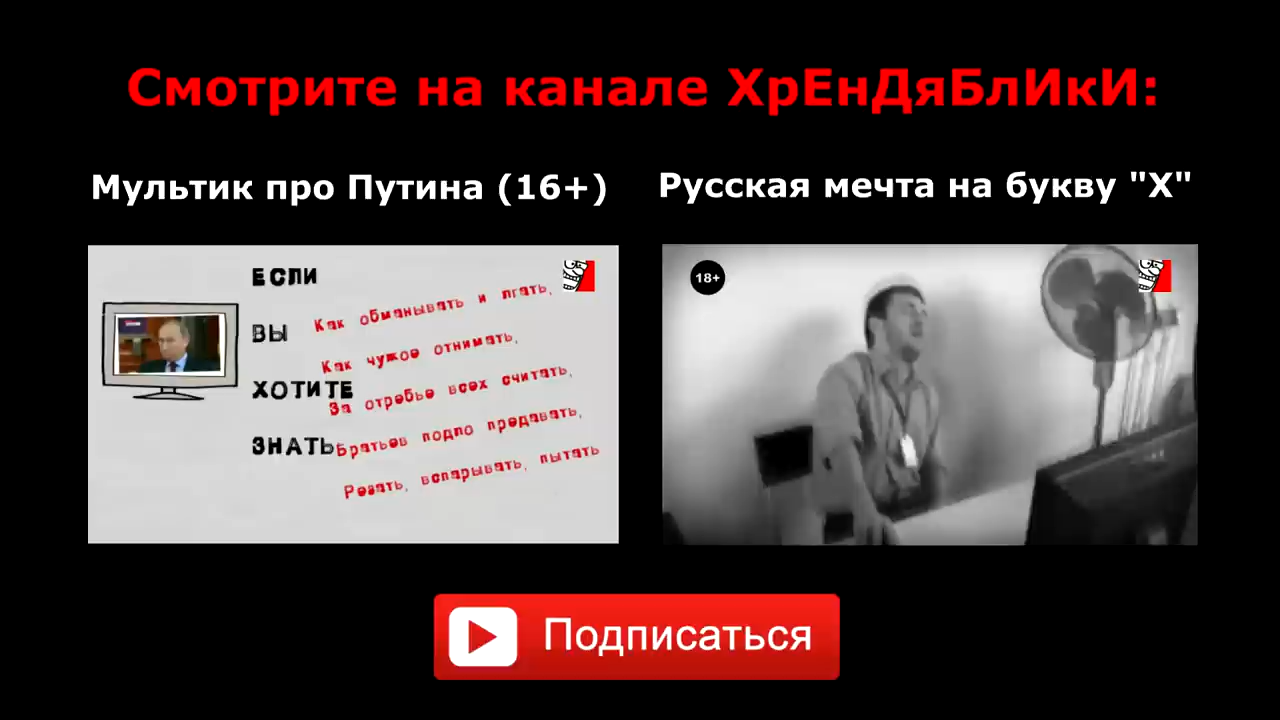 Смотрите на канале ХрЕнДяБлИкИ:
Мультик про Путина (16+)
Русская мечта на букву "Х"
ЕСЛИ
ВЫ
ХОТИТЕ
ЗНАТЬ
Как обманывать и лгать,
Как чужое отнимать,
За отребье всех считать,
Братьев подло предавать,
Резать, вспарывать, пытать
18+
Подписаться